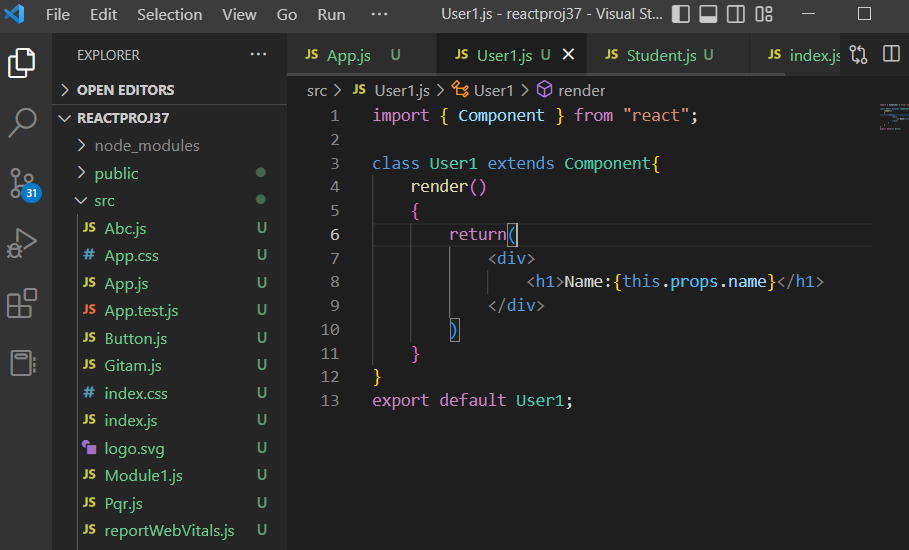 File Edit Selection View Go Run ··· User1.js - reactproj37 - Visual St...
EXPLORER ···
App.js U User1.js U Student.js U index.js
OPEN EDITORS
src > JS User1.js > User1 > render
REACTPROJ37
node_modules
public
src
JS Abc.js U
# App.css U
JS App.js U
JS App.test.js U
JS Button.js U
JS Gitam.js U
# index.css U
JS index.js U
logo.svg U
JS Module1.js U
JS Pqr.js U
JS reportWebVitals.js U
31
1 import { Component } from "react";
2
3 class User1 extends Component{
4 render()
5 {
6 return(
7 <div>
8 <h1>Name:{this.props.name}</h1>
9 </div>
10 )
11 }
12 }
13 export default User1;